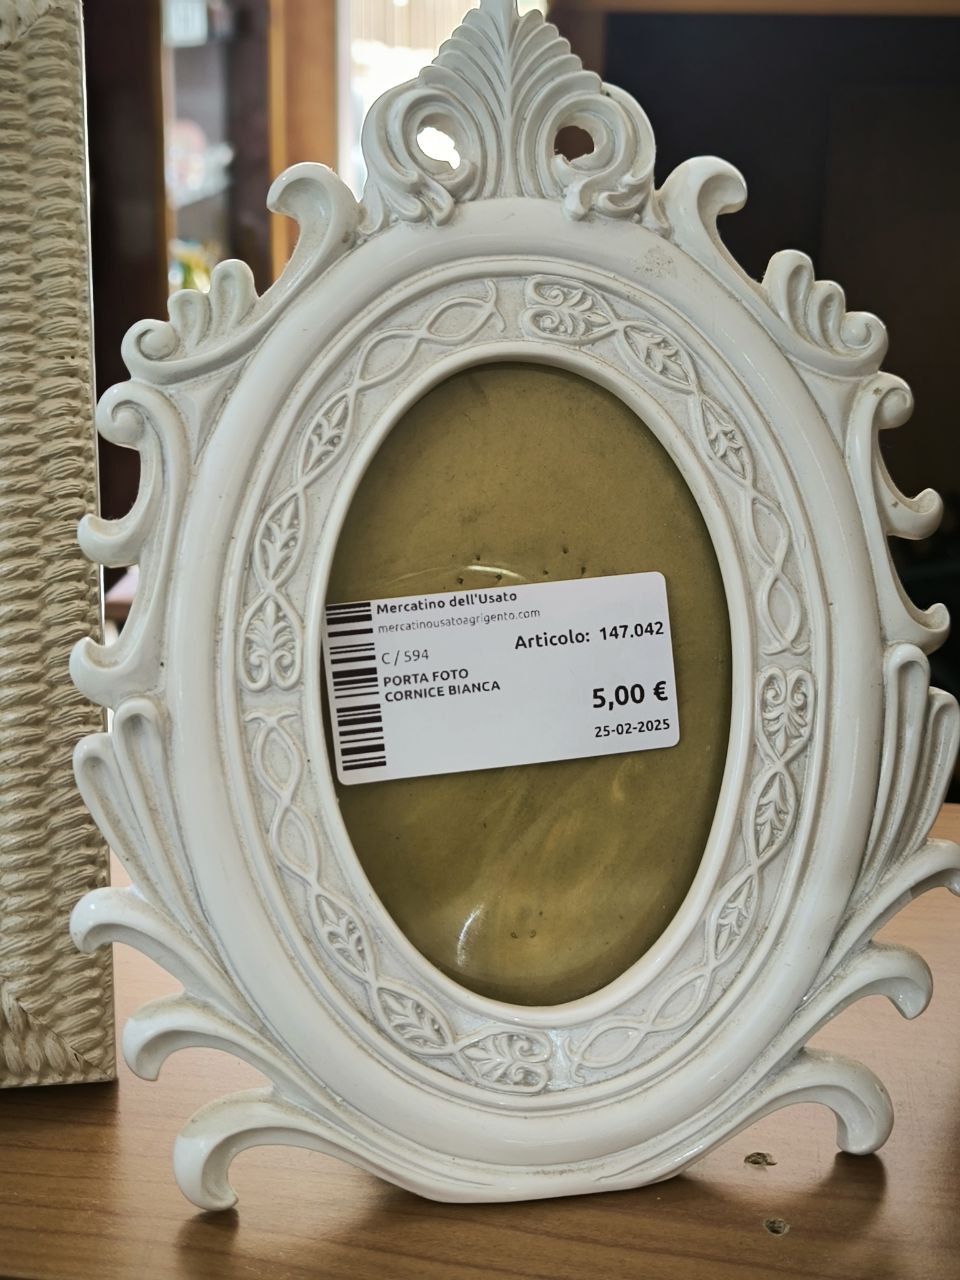 Mercatino dell'Usato
mercatinousatoagrigento.com
Articolo: 147.042
C / 594
PORTA FOTO
CORNICE BIANCA
5,00 €
25-02-2025